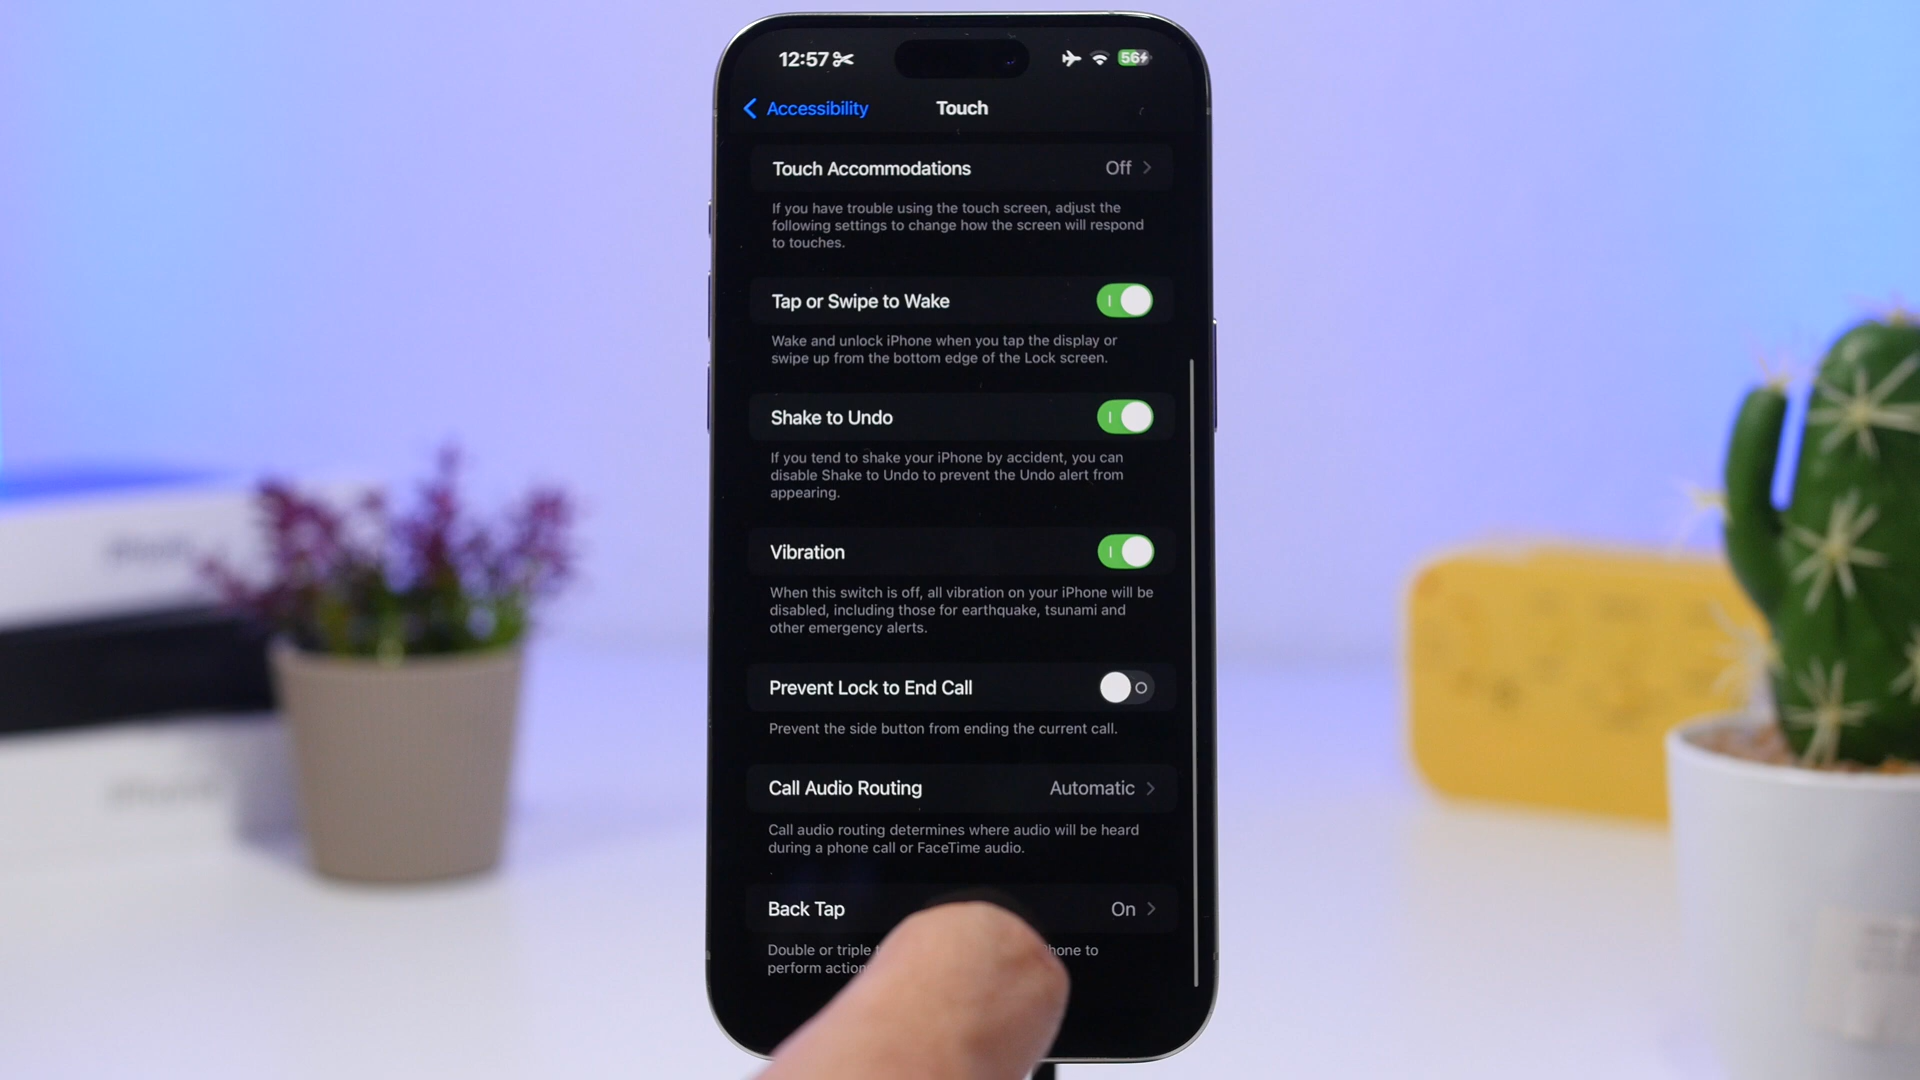 12:57
56
Accessibility
Touch
Touch Accommodations Off
If you have trouble using the touch screen, adjust the
following settings to change how the screen will respond
to touches.
Tap or Swipe to Wake
Wake and unlock iPhone when you tap the display or
swipe up from the bottom edge of the Lock screen.
Shake to Undo
If you tend to shake your iPhone by accident, you can
disable Shake to Undo to prevent the Undo alert from
appearing.
Vibration
When this switch is off, all vibration on your iPhone will be
disabled, including those for earthquake, tsunami and
other emergency alerts.
Prevent Lock to End Call
Prevent the side button from ending the current call.
Call Audio Routing Automatic
Call audio routing determines where audio will be heard
during a phone call or FaceTime audio.
Back Tap On
Double or triple hone to
perform action